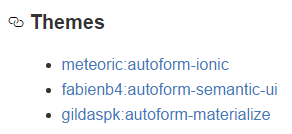 Themes
meteoric:autoform-ionic
fabienb4:autoform-semantic-ui
gildaspk:autoform-materialize